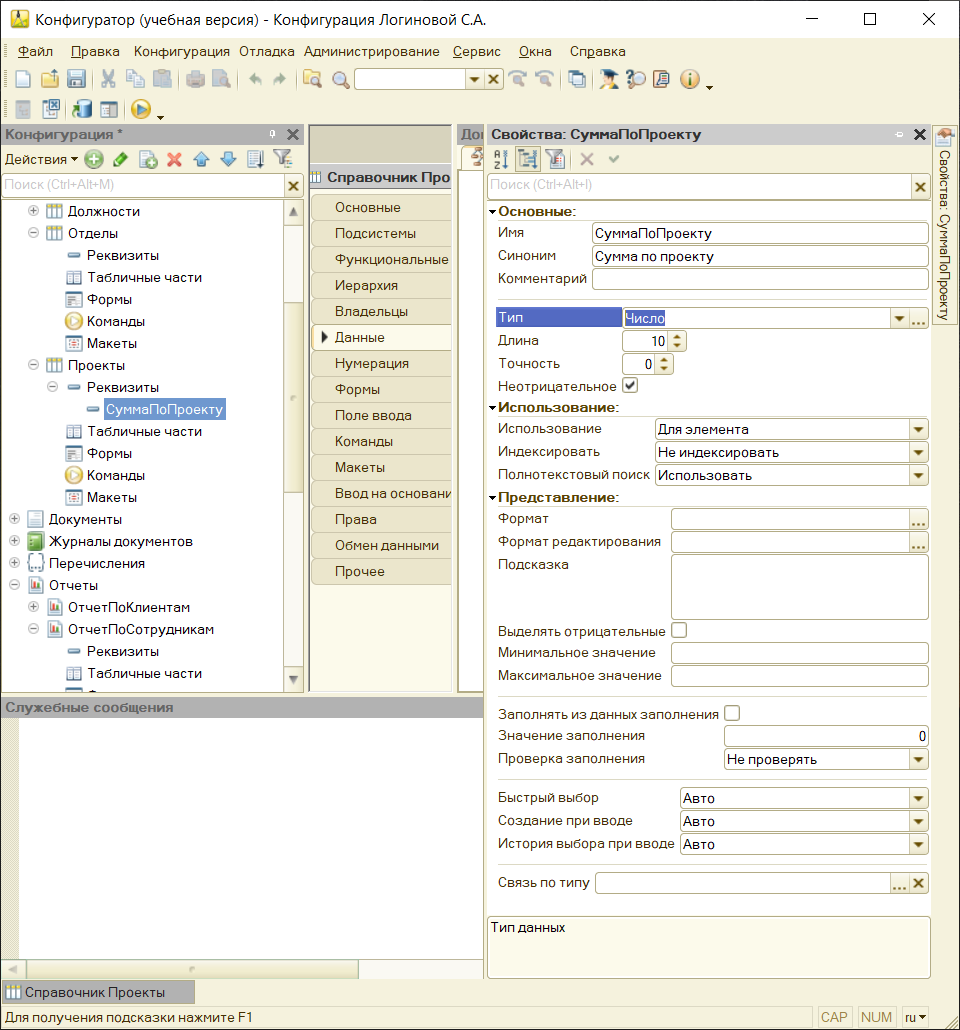 Конфигуратор (учебная версия) - Конфигурация Логиновой С.А.
Файл Правка Конфигурация Отладка Администрирование Сервис Окна Справка
Конфигурация *
Действия
Поиск (Ctrl+Alt+M)
Должности
Отделы
Реквизиты
Табличные части
Формы
Команды
Макеты
Проекты
Реквизиты
СуммаПоПроекту
Табличные части
Формы
Команды
Макеты
Документы
Журналы документов
Перечисления
Отчеты
ОтчетПоКлиентам
ОтчетПоСотрудникам
Реквизиты
Табличные части
Справочник Про
Основные
Подсистемы
Функциональные
Иерархия
Владельцы
Данные
Нумерация
Формы
Поле ввода
Команды
Макеты
Ввод на основани
Права
Обмен данными
Прочее
Свойства: СуммаПоПроекту
Поиск (Ctrl+Alt+I)
Основные:
Имя СуммаПоПроекту
Синоним Сумма по проекту
Комментарий
Тип Число
Длина 10
Точность 0
Неотрицательное
Использование:
Использование Для элемента
Индексировать Не индексировать
Полнотекстовый поиск Использовать
Представление:
Формат
Формат редактирования
Подсказка
Выделять отрицательные
Минимальное значение
Максимальное значение
Заполнять из данных заполнения
Значение заполнения 0
Проверка заполнения Не проверять
Быстрый выбор Авто
Создание при вводе Авто
История выбора при вводе Авто
Связь по типу
Тип данных
Свойства: СуммаПоПроекту
Служебные сообщения
Справочник Проекты
Для получения подсказки нажмите F1
CAP NUM ru